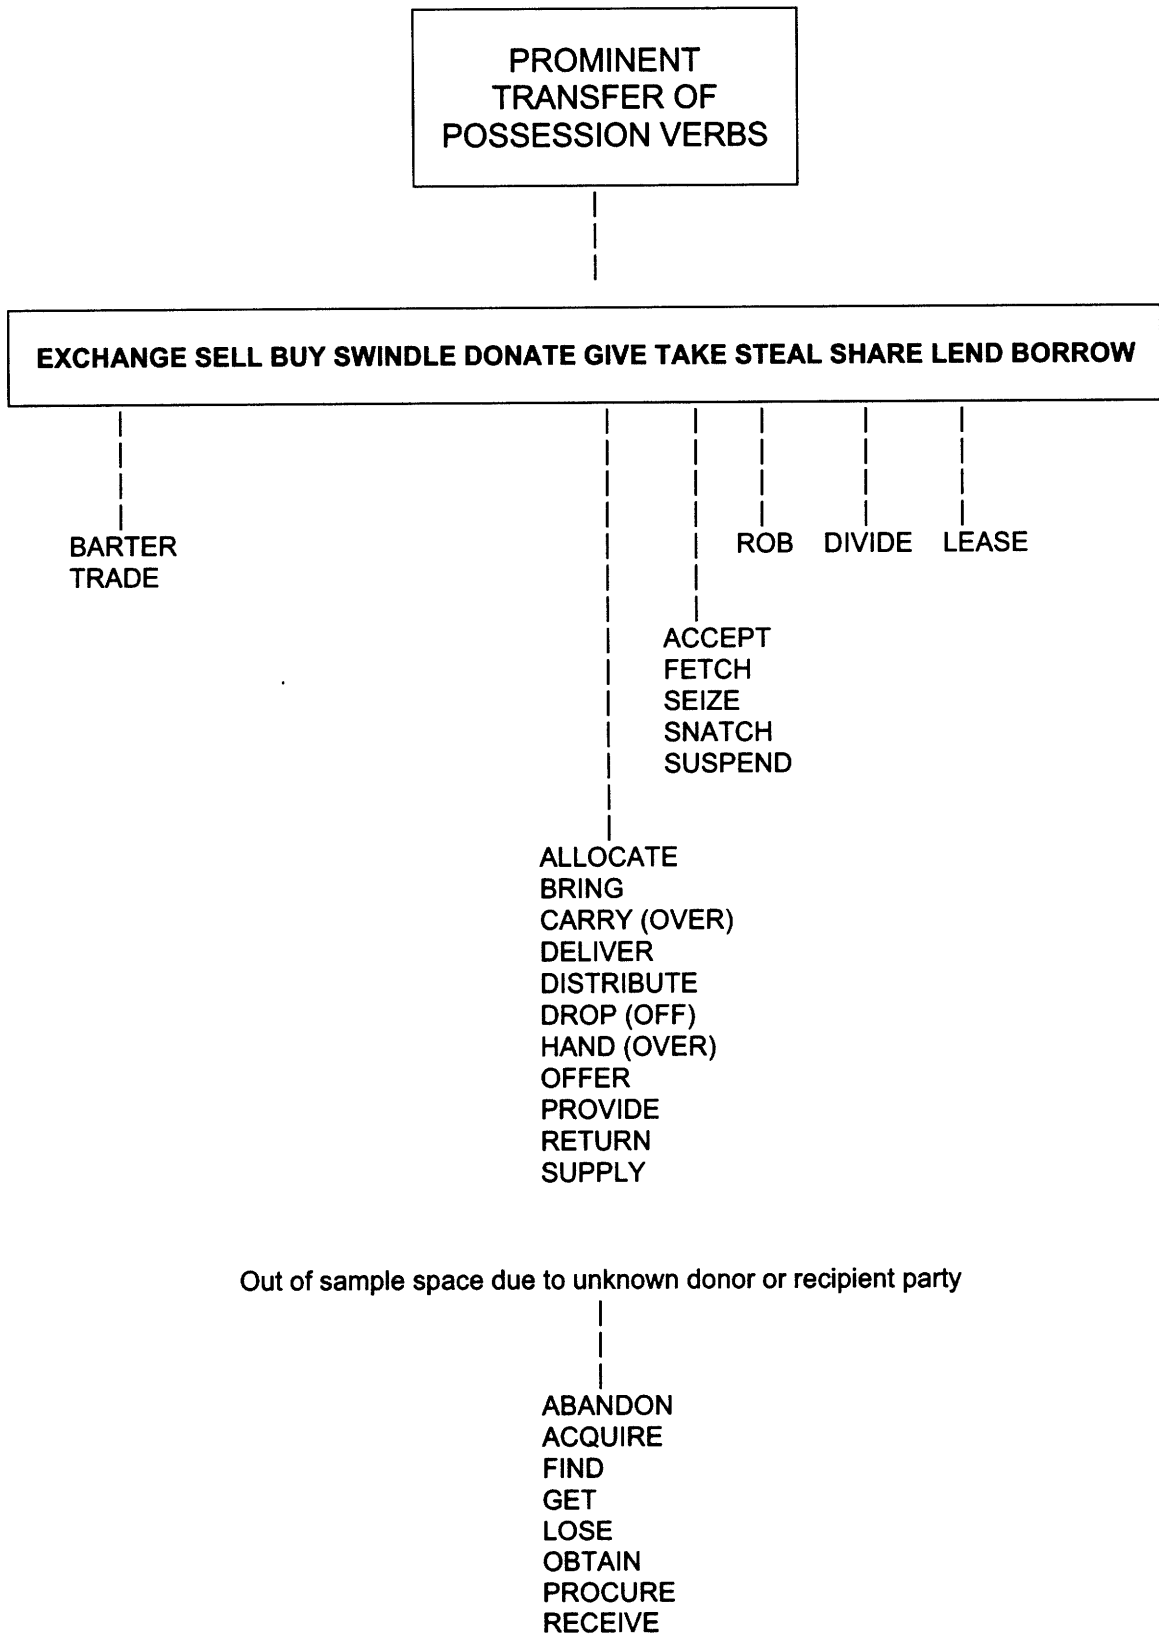 PROMINENT
TRANSFER OF
POSSESSION VERBS
EXCHANGE SELL BUY SWINDLE DONATE GIVE TAKE STEAL SHARE LEND BORROW
BARTER
TRADE
ROB
DIVIDE
LEASE
ACCEPT
FETCH
SEIZE
SNATCH
SUSPEND
ALLOCATE
BRING
CARRY (OVER)
DELIVER
DISTRIBUTE
DROP (OFF)
HAND (OVER)
OFFER
PROVIDE
RETURN
SUPPLY
Out of sample space due to unknown donor or recipient party
ABANDON
ACQUIRE
FIND
GET
LOSE
OBTAIN
PROCURE
RECEIVE